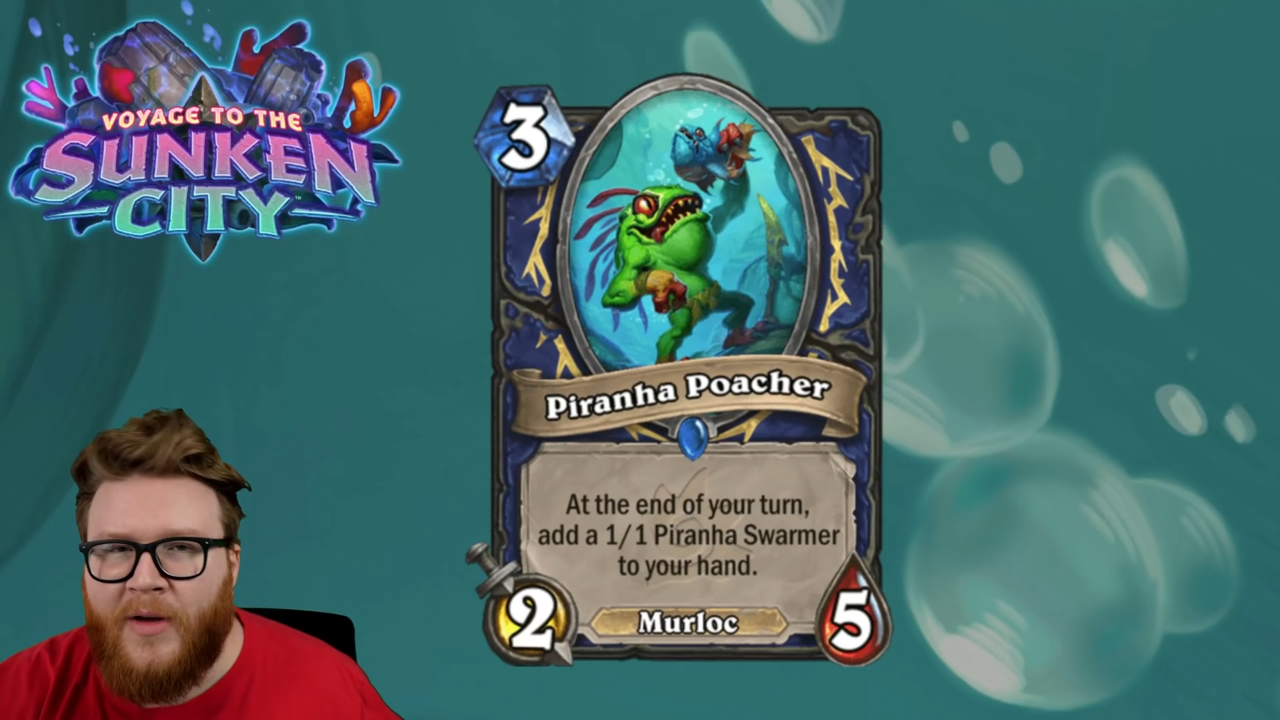 VOYAGE TO THE
SUNKEN
CITY
3
Piranha Poacher
At the end of your turn,
add a 1/1 Piranha Swarmer
to your hand.
2
Murloc
5